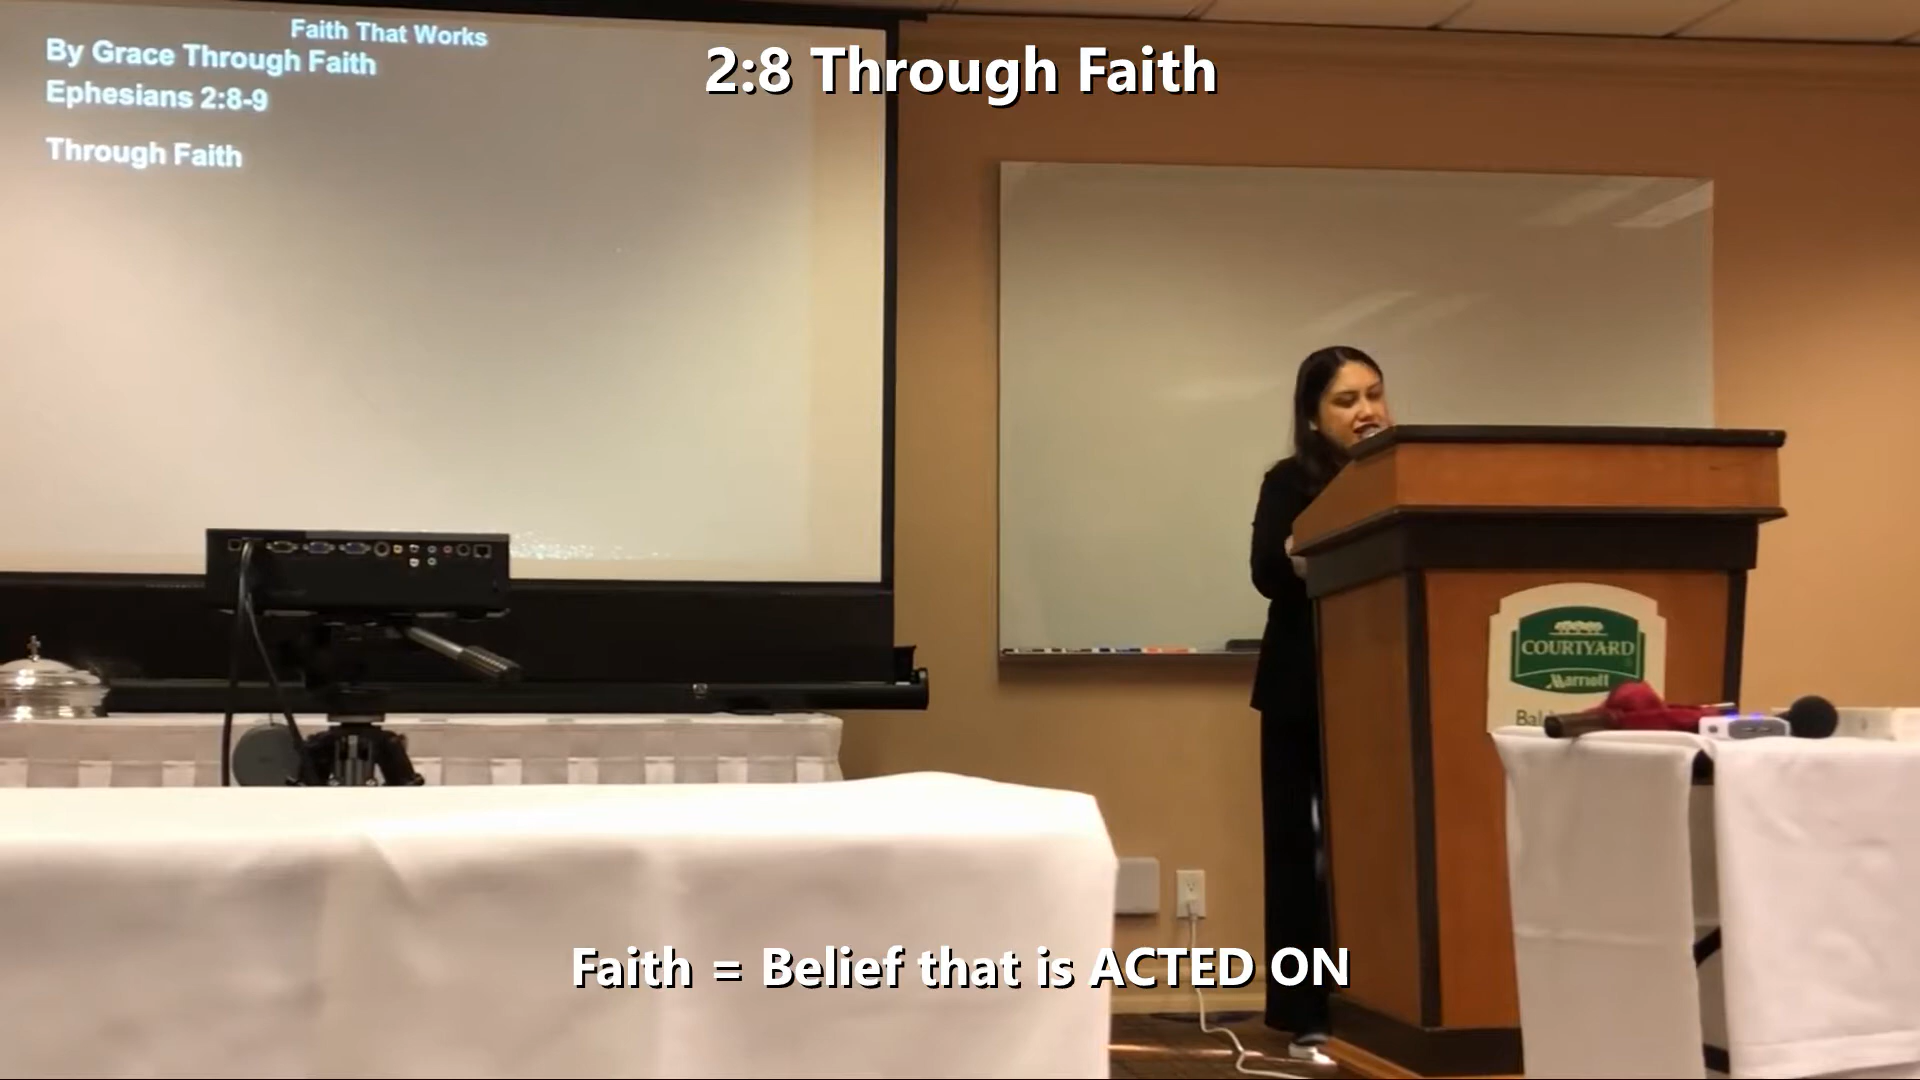 Faith That Works
By Grace Through Faith
Ephesians 2:8-9
Through Faith
2:8 Through Faith
COURTYARD
Marriott
Faith = Belief that is ACTED ON